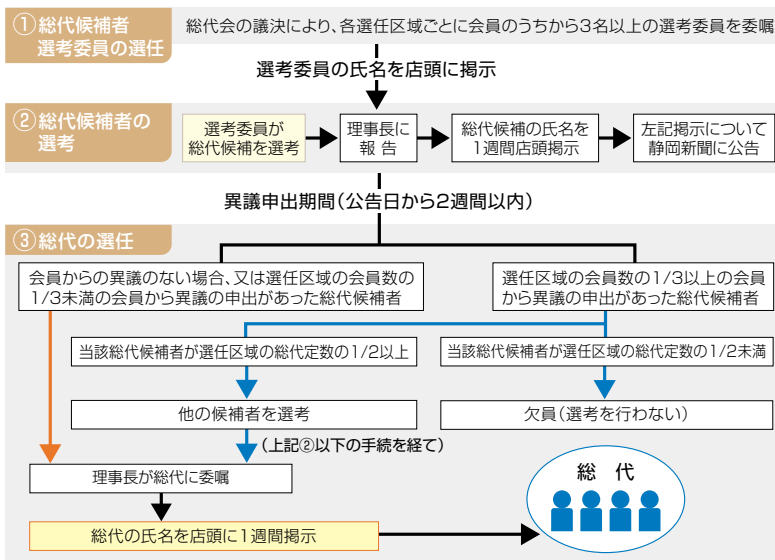 ①総代候補者
選考委員の選任
総代会の議決により、各選任区域ごとに会員のうちから3名以上の選考委員を委嘱
選考委員の氏名を店頭に掲示
②総代候補者の
選考
選考委員が
総代候補を選考
理事長に
報 告
総代候補の氏名を
1週間店頭掲示
左記掲示について
静岡新聞に公告
異議申出期間(公告日から2週間以内)
③総代の選任
会員からの異議のない場合、又は選任区域の会員数の
1/3未満の会員から異議の申出があった総代候補者
選任区域の会員数の1/3以上の会員
から異議の申出があった総代候補者
当該総代候補者が選任区域の総代定数の1/2以上
当該総代候補者が選任区域の総代定数の1/2未満
他の候補者を選考
欠員(選考を行わない)
(上記②以下の手続を経て)
理事長が総代に委嘱
総 代
総代の氏名を店頭に1週間掲示